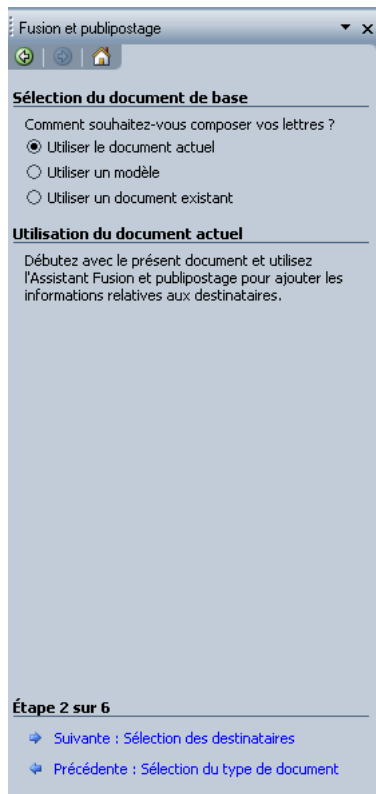 Fusion et publipostage
Sélection du document de base
Comment souhaitez-vous composer vos lettres ?
Utiliser le document actuel
Utiliser un modèle
Utiliser un document existant
Utilisation du document actuel
Débutez avec le présent document et utilisez
l'Assistant Fusion et publipostage pour ajouter les
informations relatives aux destinataires.
Étape 2 sur 6
Suivante : Sélection des destinataires
Précédente : Sélection du type de document